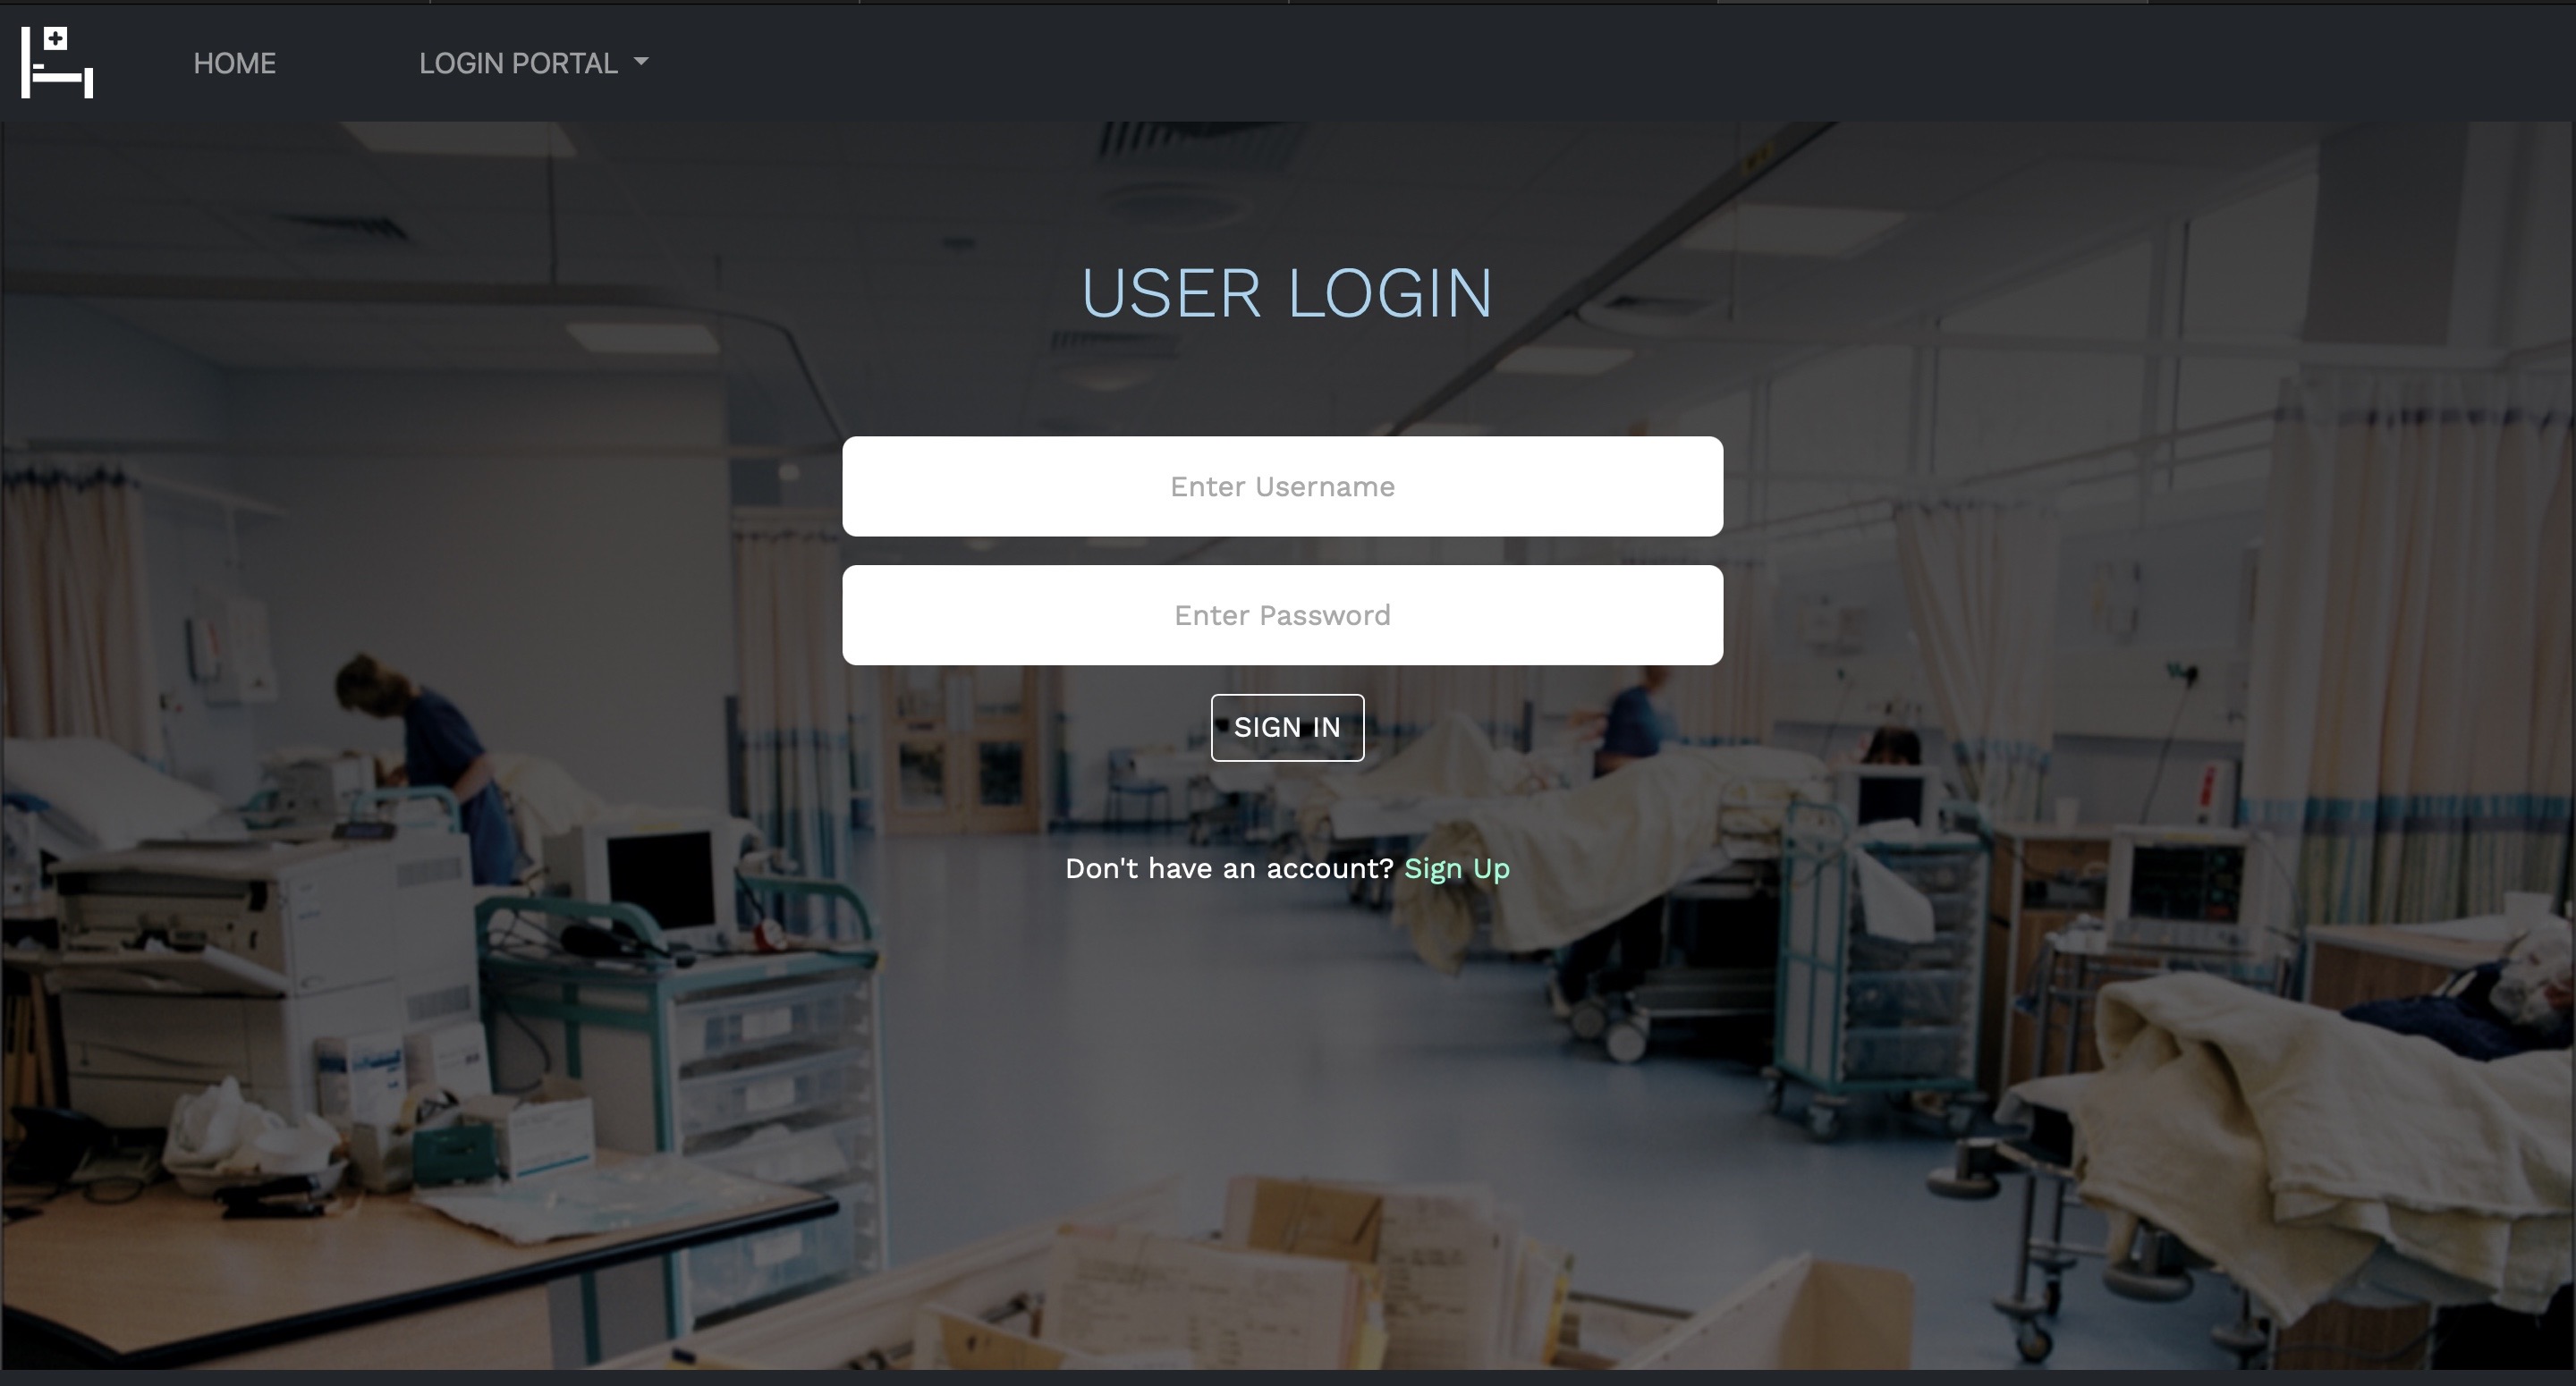 HOME
LOGIN PORTAL
USER LOGIN
Enter Username
Enter Password
SIGN IN
Don't have an account? Sign Up